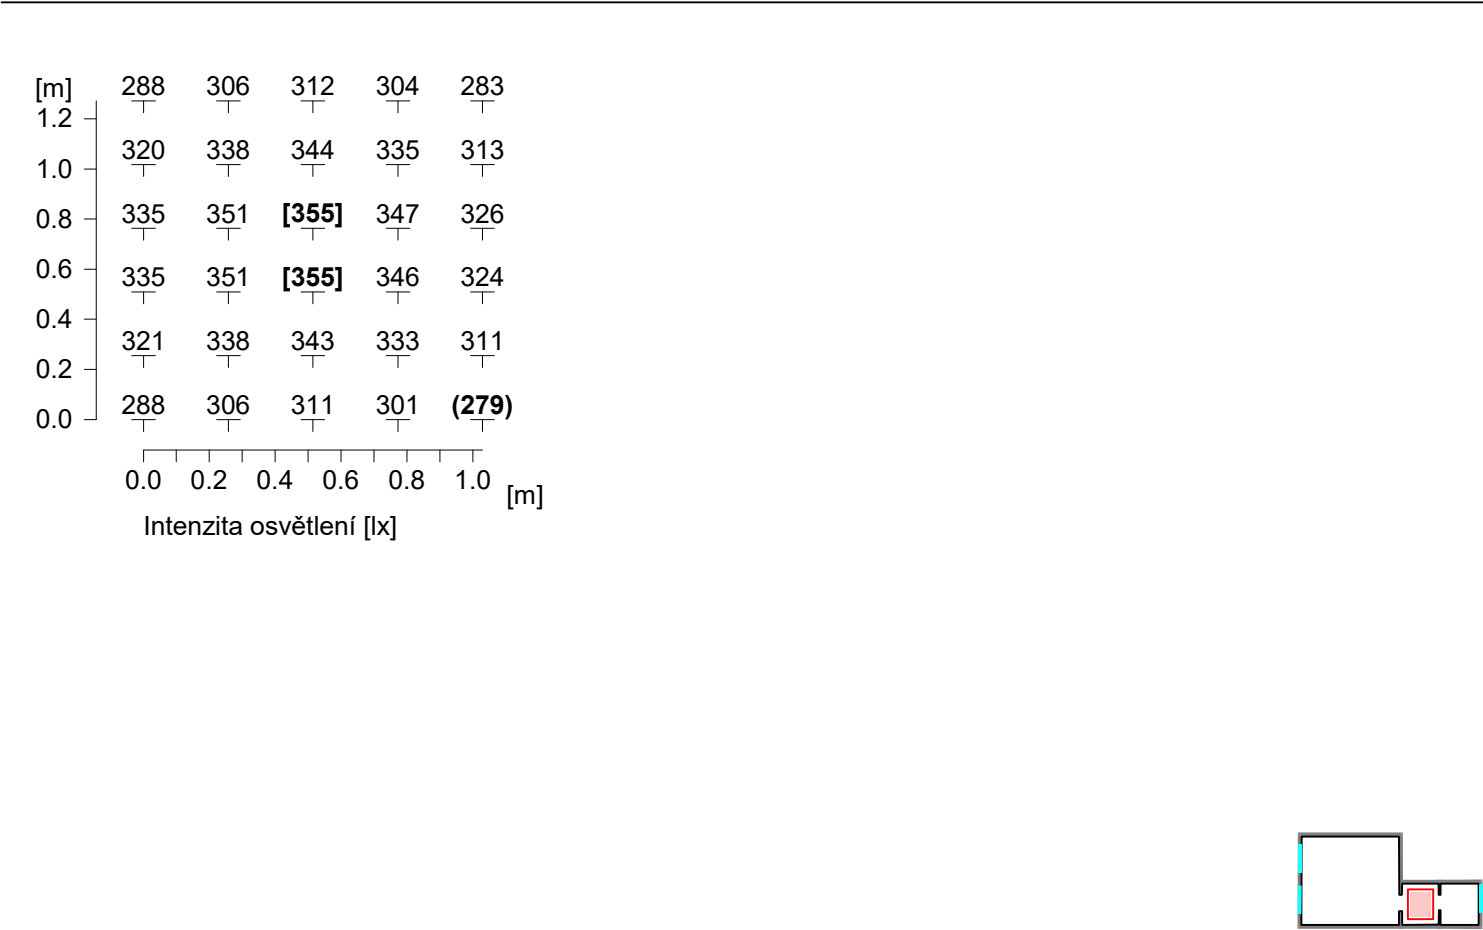 [m] 288 306 312 304 283
1.2
1.0 320 338 344 335 313
0.8 335 351 [355] 347 326
0.6 335 351 [355] 346 324
0.4 321 338 343 333 311
0.2
0.0 288 306 311 301 (279)
0.0 0.2 0.4 0.6 0.8 1.0 [m]
Intenzita osvětlení [lx]